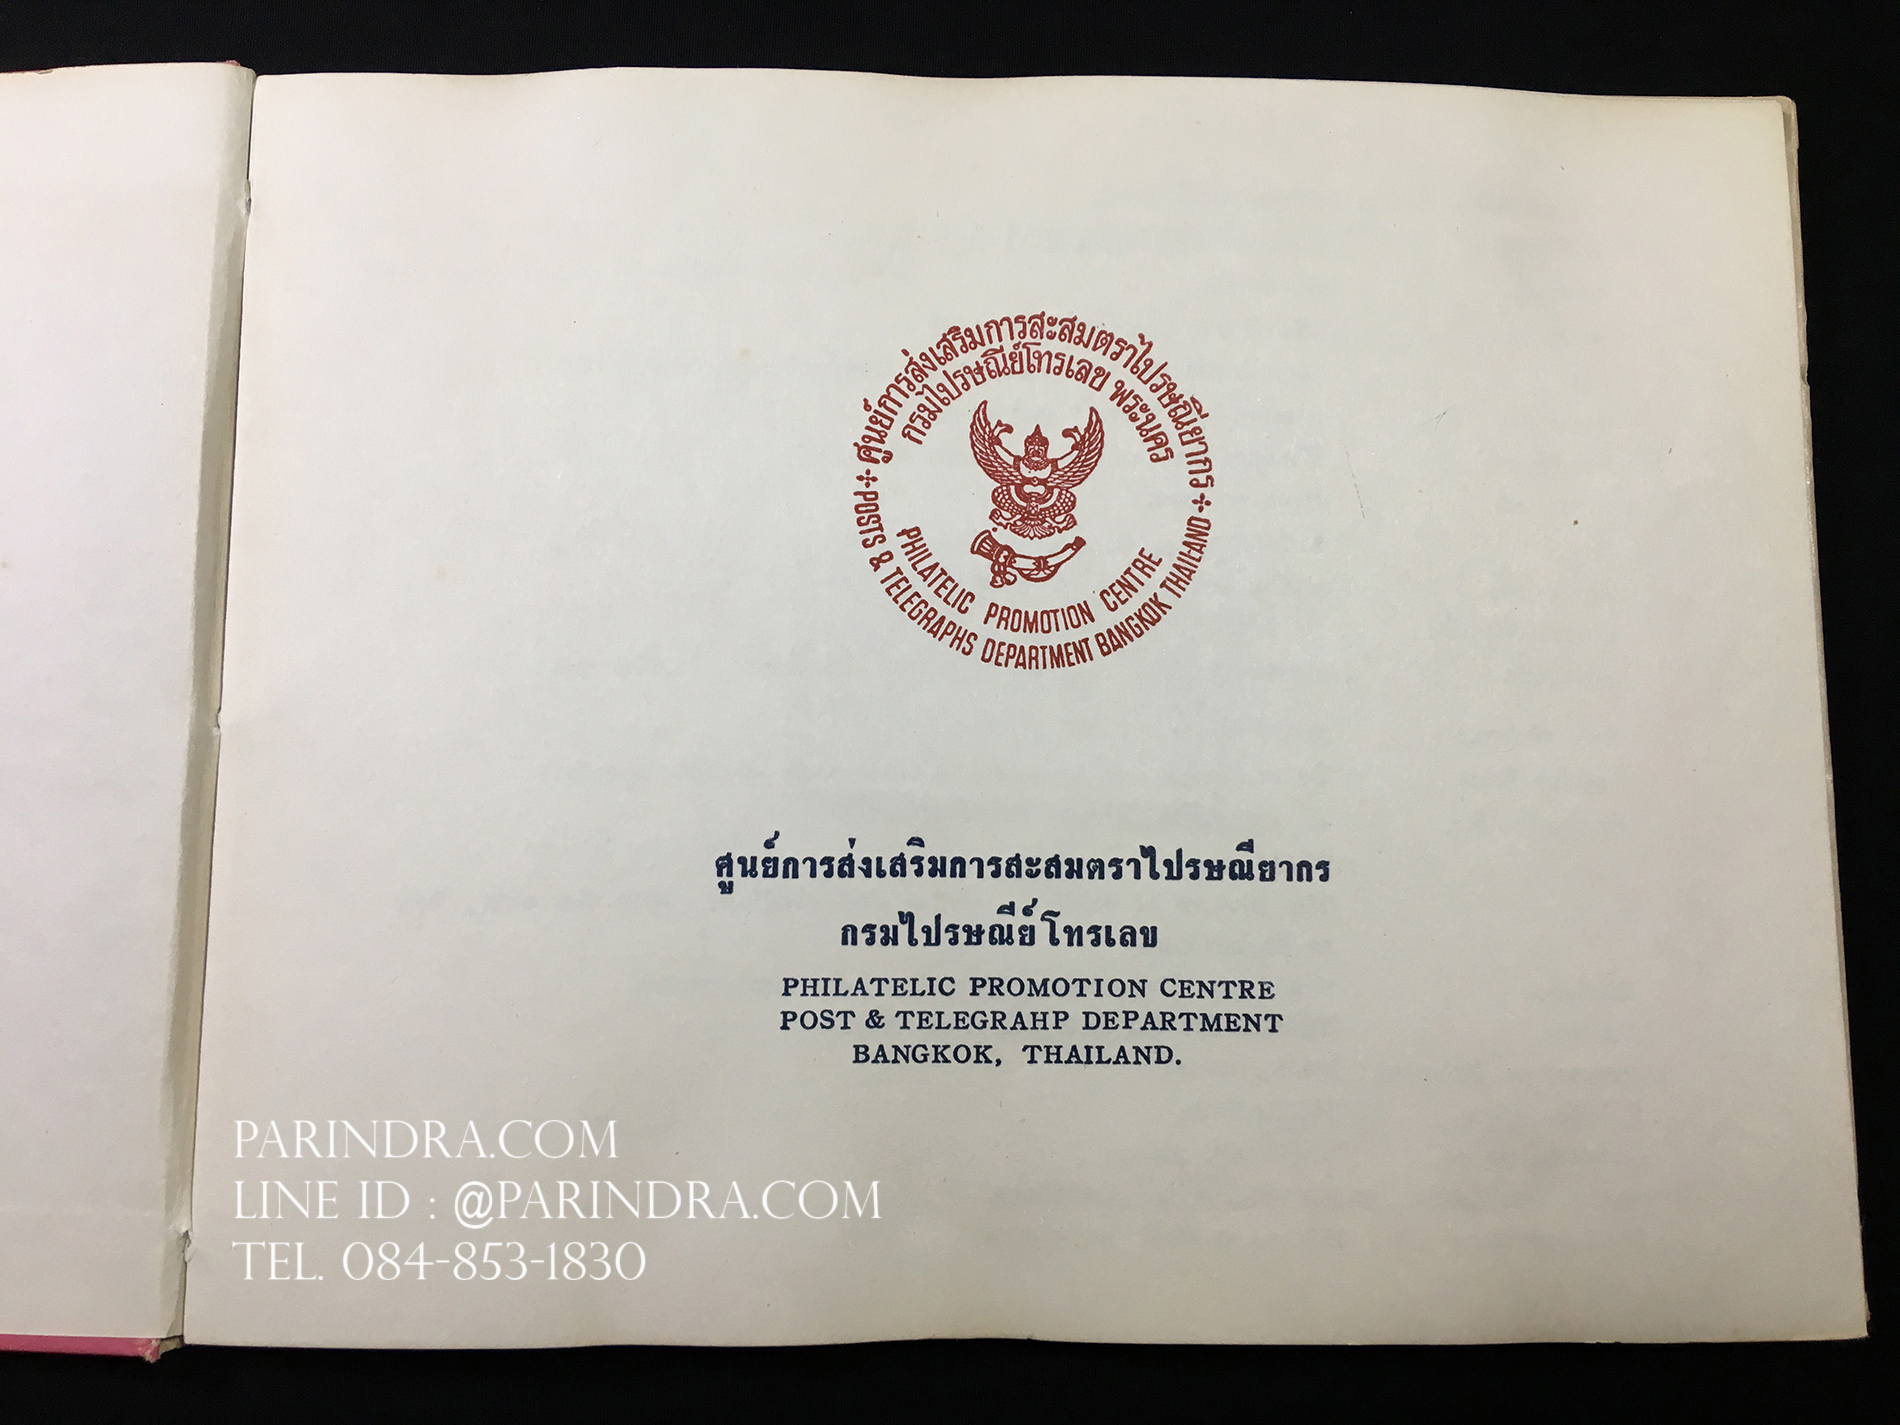 ศูนย์การส่งเสริมการสะสมตราไปรษณียากร
กรมไปรษณีย์โทรเลข พระนคร
PHILATELIC PROMOTION CENTRE
POSTS & TELEGRAPHS DEPARTMENT BANGKOK THAILAND
ศูนย์การส่งเสริมการสะสมตราไปรษณียากร
กรมไปรษณีย์โทรเลข
PHILATELIC PROMOTION CENTRE
POST & TELEGRAHP DEPARTMENT
BANGKOK, THAILAND.
PARINDRA.COM
LINE ID : @PARINDRA.COM
TEL. 084-853-1830